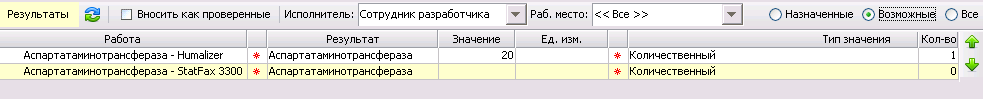 Результаты Вносить как проверенные Исполнитель: Сотрудник разработчика Раб. место: << Все >> Назначенные Возможные Все
Работа Результат Значение Ед. изм. Тип значения Кол-во
Аспартатаминотрансфераза - Humalizer * Аспартатаминотрансфераза 20 * Количественный 1
Аспартатаминотрансфераза - StatFax 3300 * Аспартатаминотрансфераза * Количественный 0